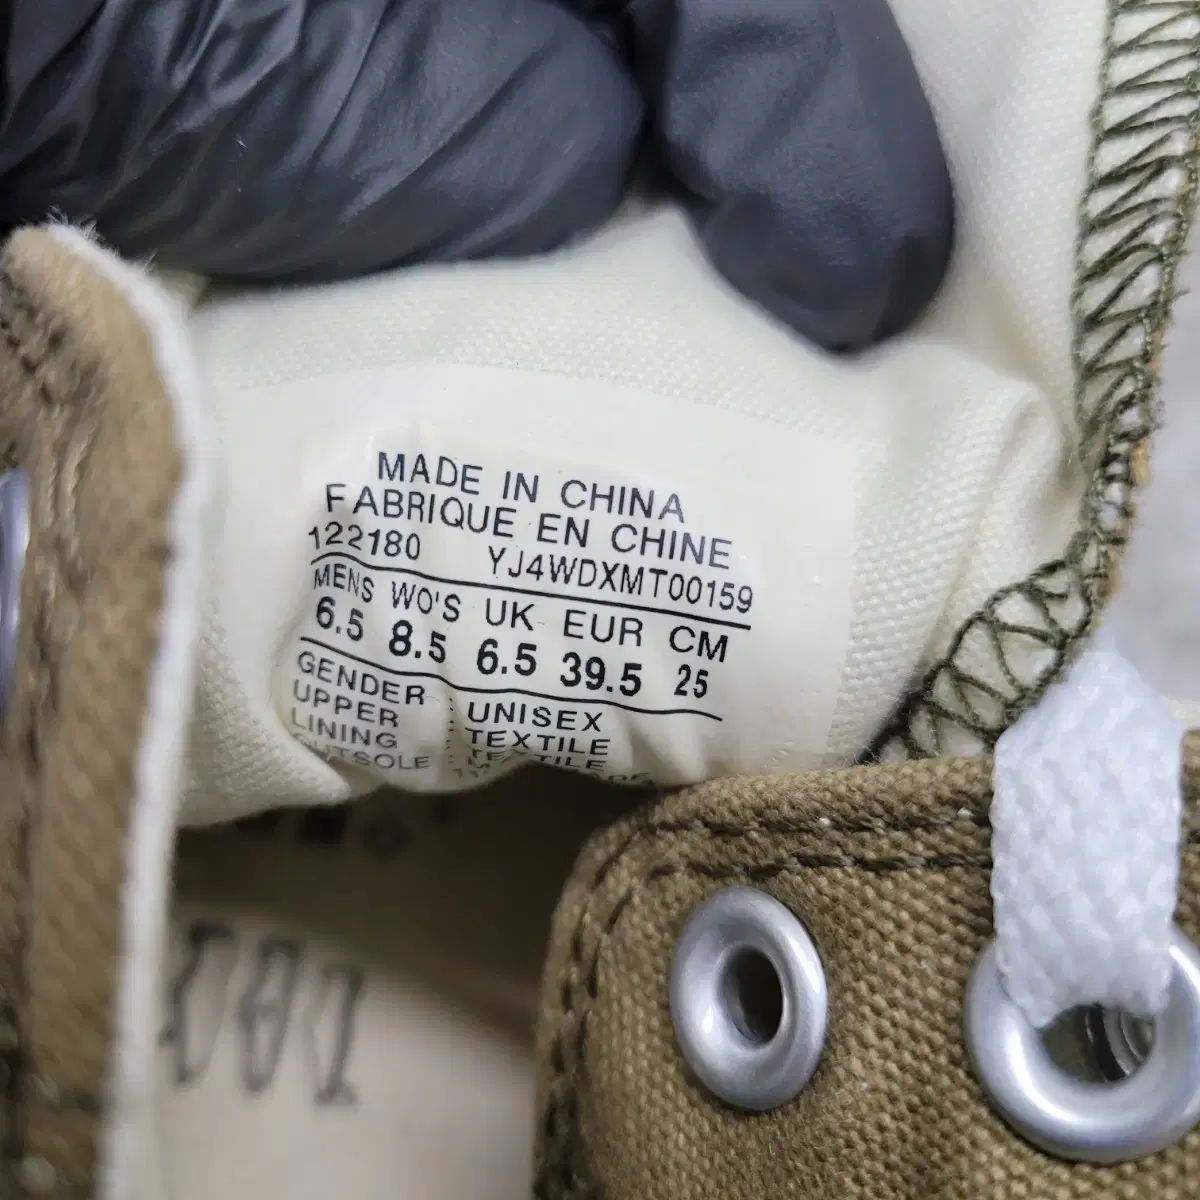 MADE IN CHINA
FABRIQUE EN CHINE
122180 YJ4WDXMT00159
MENS WO'S UK EUR CM
6.5 8.5 6.5 39.5 25
GENDER : UNISEX
UPPER : TEXTILE
LINING : TEXTILE
OUTSOLE